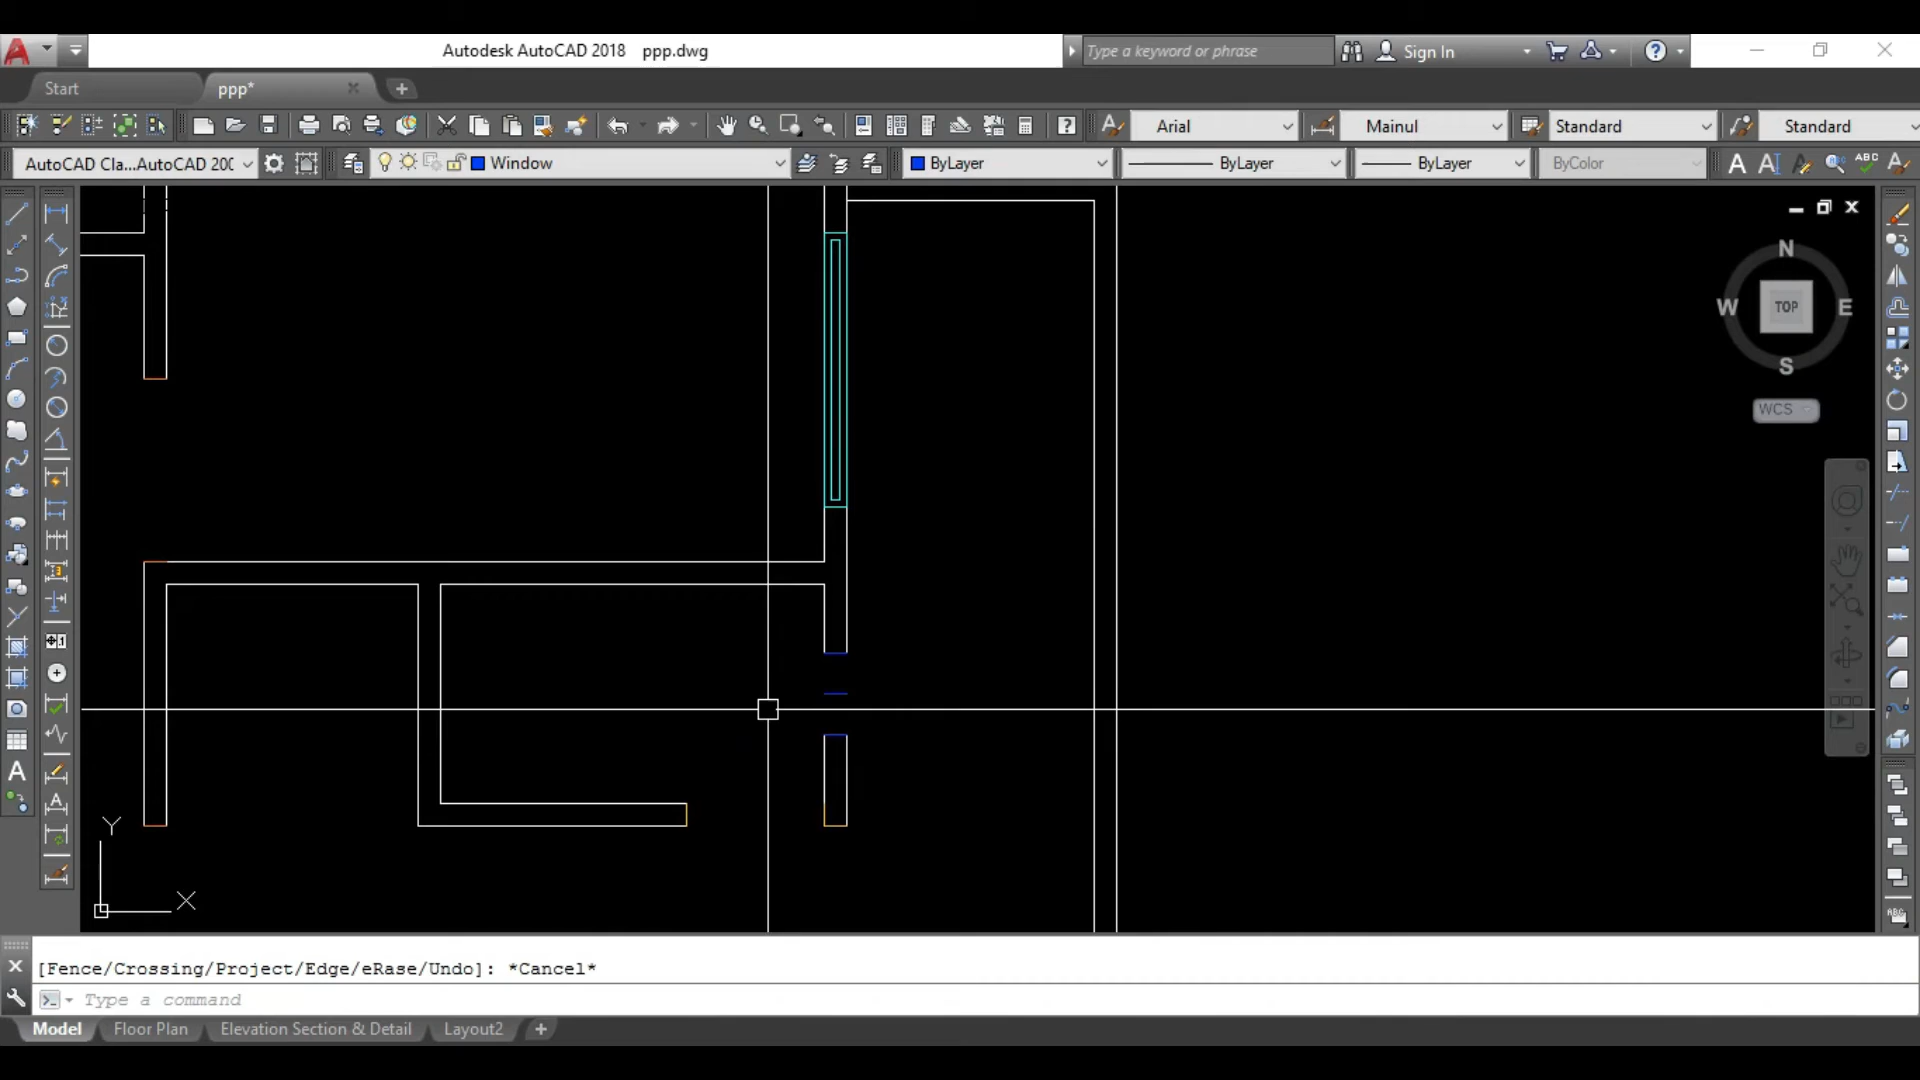 Autodesk AutoCAD 2018 ppp.dwg
Type a keyword or phrase
Sign In
Start
ppp*
Arial
Mainul
Standard
Standard
AutoCAD Cla...AutoCAD 200
Window
ByLayer
ByLayer
ByLayer
ByColor
N
W
TOP
E
S
WCS
Y
X
[Fence/Crossing/Project/Edge/eRase/Undo]: *Cancel*
Type a command
Model
Floor Plan
Elevation Section & Detail
Layout2